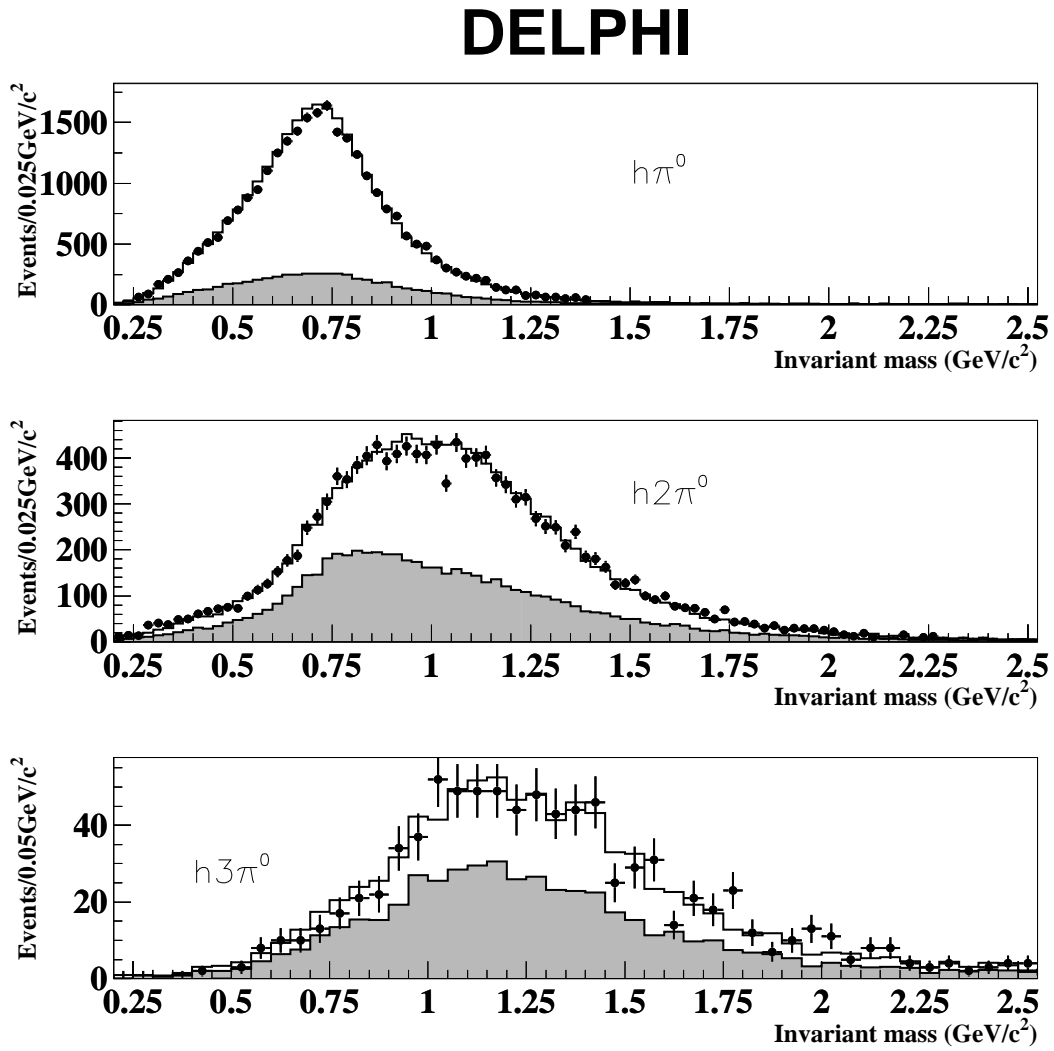 DELPHI
Events/0.025GeV/c²
1500
1000
500
0
hπ⁰
0.25 0.5 0.75 1 1.25 1.5 1.75 2 2.25 2.5
Invariant mass (GeV/c²)
Events/0.025GeV/c²
400
300
200
100
0
h2π⁰
0.25 0.5 0.75 1 1.25 1.5 1.75 2 2.25 2.5
Invariant mass (GeV/c²)
Events/0.05GeV/c²
40
20
0
h3π⁰
0.25 0.5 0.75 1 1.25 1.5 1.75 2 2.25 2.5
Invariant mass (GeV/c²)